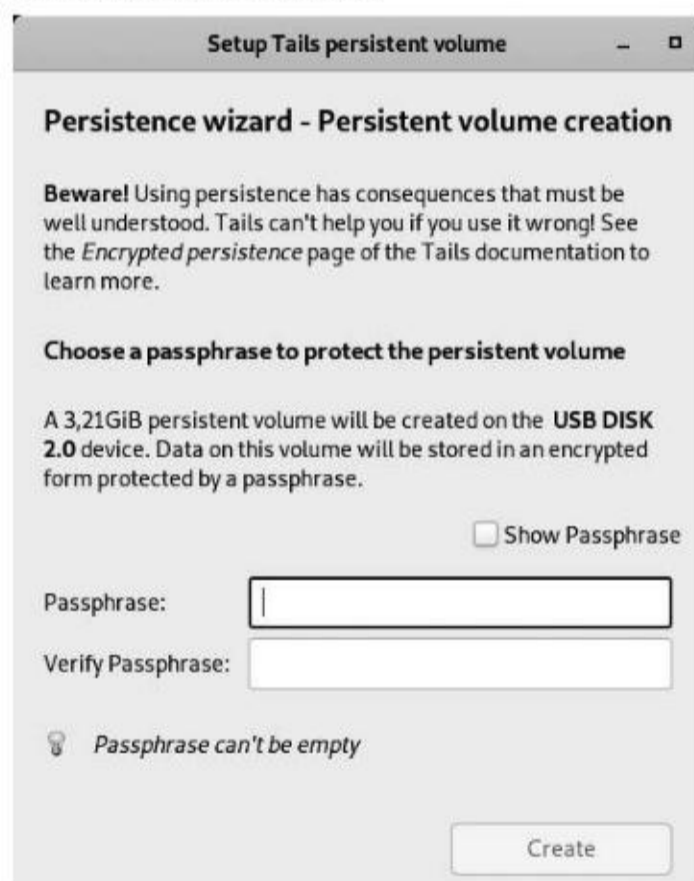 Setup Tails persistent volume
Persistence wizard - Persistent volume creation
Beware! Using persistence has consequences that must be
well understood. Tails can't help you if you use it wrong! See
the Encrypted persistence page of the Tails documentation to
learn more.
Choose a passphrase to protect the persistent volume
A 3,21GiB persistent volume will be created on the USB DISK
2.0 device. Data on this volume will be stored in an encrypted
form protected by a passphrase.
Show Passphrase
Passphrase:
Verify Passphrase:
Passphrase can't be empty
Create